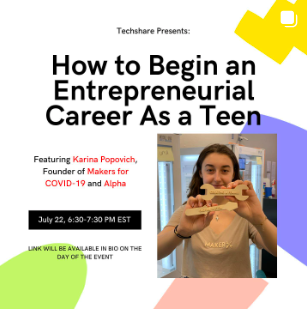 Techshare Presents:
How to Begin an
Entrepreneurial
Career As a Teen
Featuring Karina Popovich,
Founder of Makers for
COVID-19 and Alpha
July 22, 6:30-7:30 PM EST
LINK WILL BE AVAILABLE IN BIO ON THE
DAY OF THE EVENT